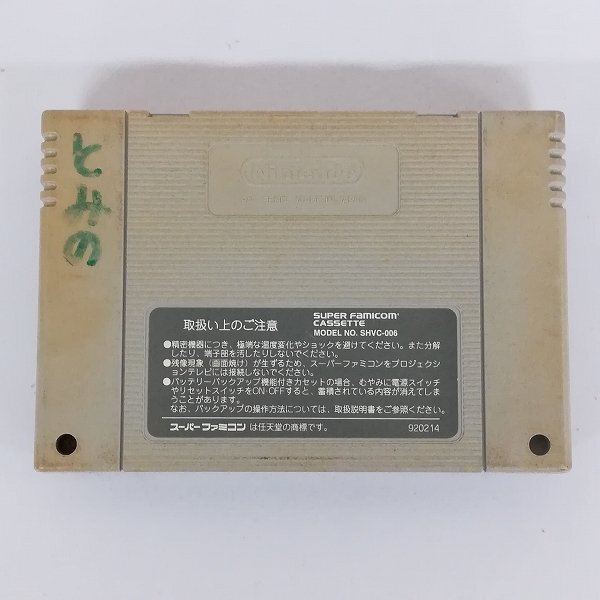 とみの
Nintendo
取扱い上のご注意
SUPER FAMICOM
CASSETTE
MODEL NO. SHVC-006
●精密機器につき、極端な温度変化やショックを避けてください。また分解
したり、端子部を汚したりしないでください。
●残像現象（画面焼け）が生ずるため、スーパーファミコンをプロジェクシ
ョンテレビには接続しないでください。
●バッテリーバックアップ機能付きカセットの場合、むやみに電源スイッチ
やリセットスイッチをON・OFFすると、蓄積されている内容が消えてしま
うことがあります。
なお、バックアップの操作方法については、取扱説明書をご参照ください。
スーパーファミコン は任天堂の商標です。
920214